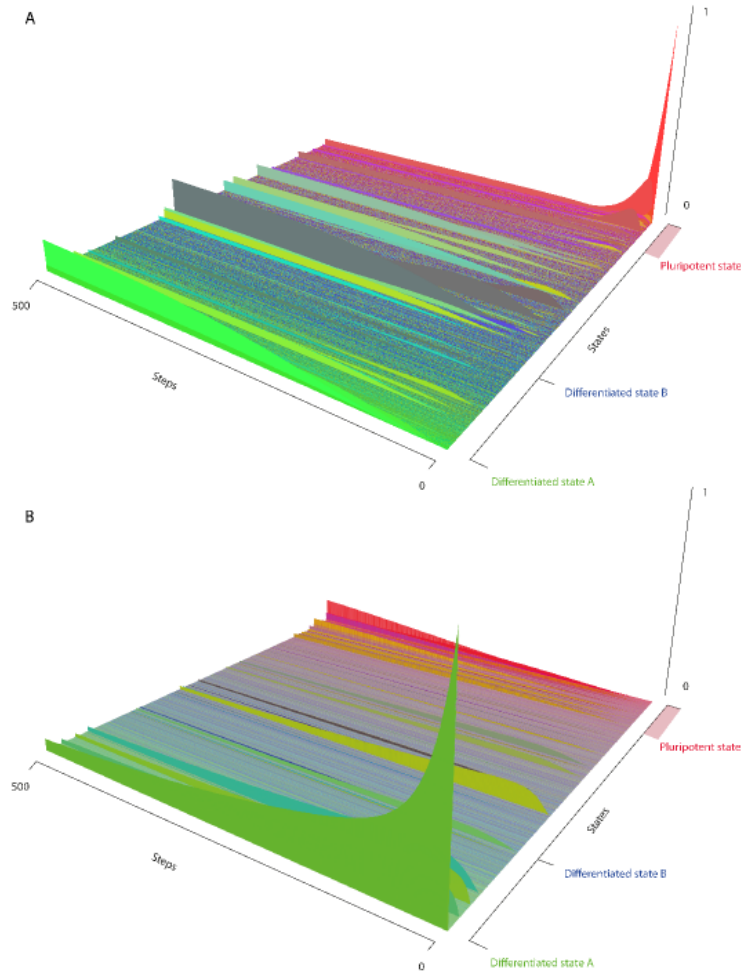 A
1
0
Pluripotent state
500
States
Steps
Differentiated state B
0
Differentiated state A
B
1
0
Pluripotent state
500
States
Steps
Differentiated state B
0
Differentiated state A